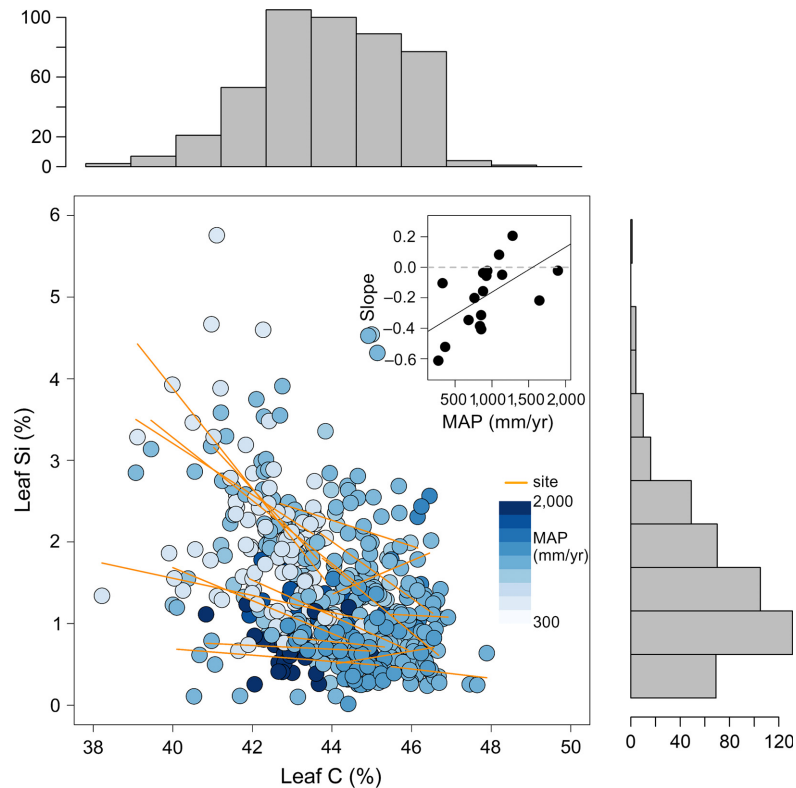 100
60
20
0
6
5
4
3
2
1
0
Leaf Si (%)
38 40 42 44 46 48 50
Leaf C (%)
0.2
0.0
−0.2
−0.4
−0.6
Slope
500 1,000 1,500 2,000
MAP (mm/yr)
site
2,000
MAP
(mm/yr)
300
0 40 80 120